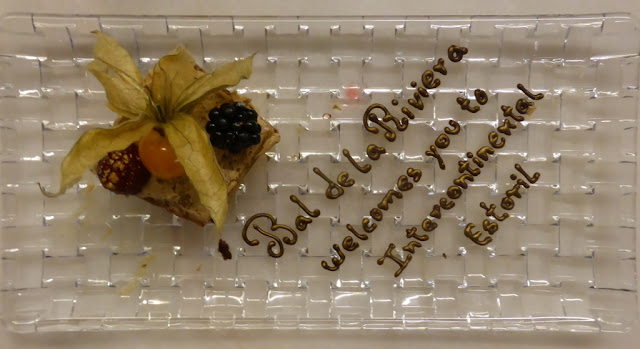 Bal de la Riviera
welcomes you to
Intercontinental
Estoril